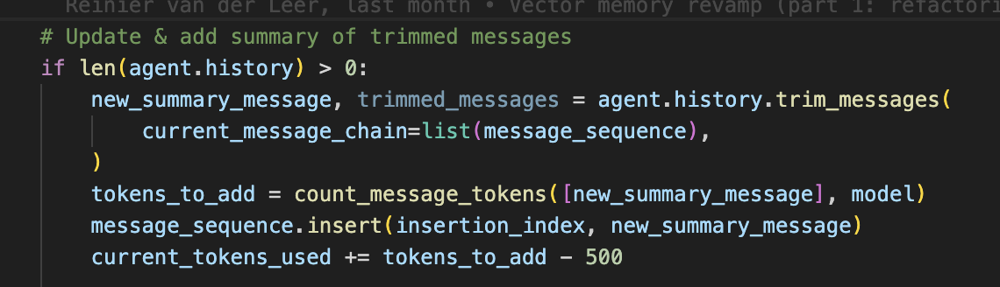 Reinier van der Leer, last month • Vector memory revamp (part 1: refactori
# Update & add summary of trimmed messages
if len(agent.history) > 0:
    new_summary_message, trimmed_messages = agent.history.trim_messages(
        current_message_chain=list(message_sequence),
    )
    tokens_to_add = count_message_tokens([new_summary_message], model)
    message_sequence.insert(insertion_index, new_summary_message)
    current_tokens_used += tokens_to_add - 500